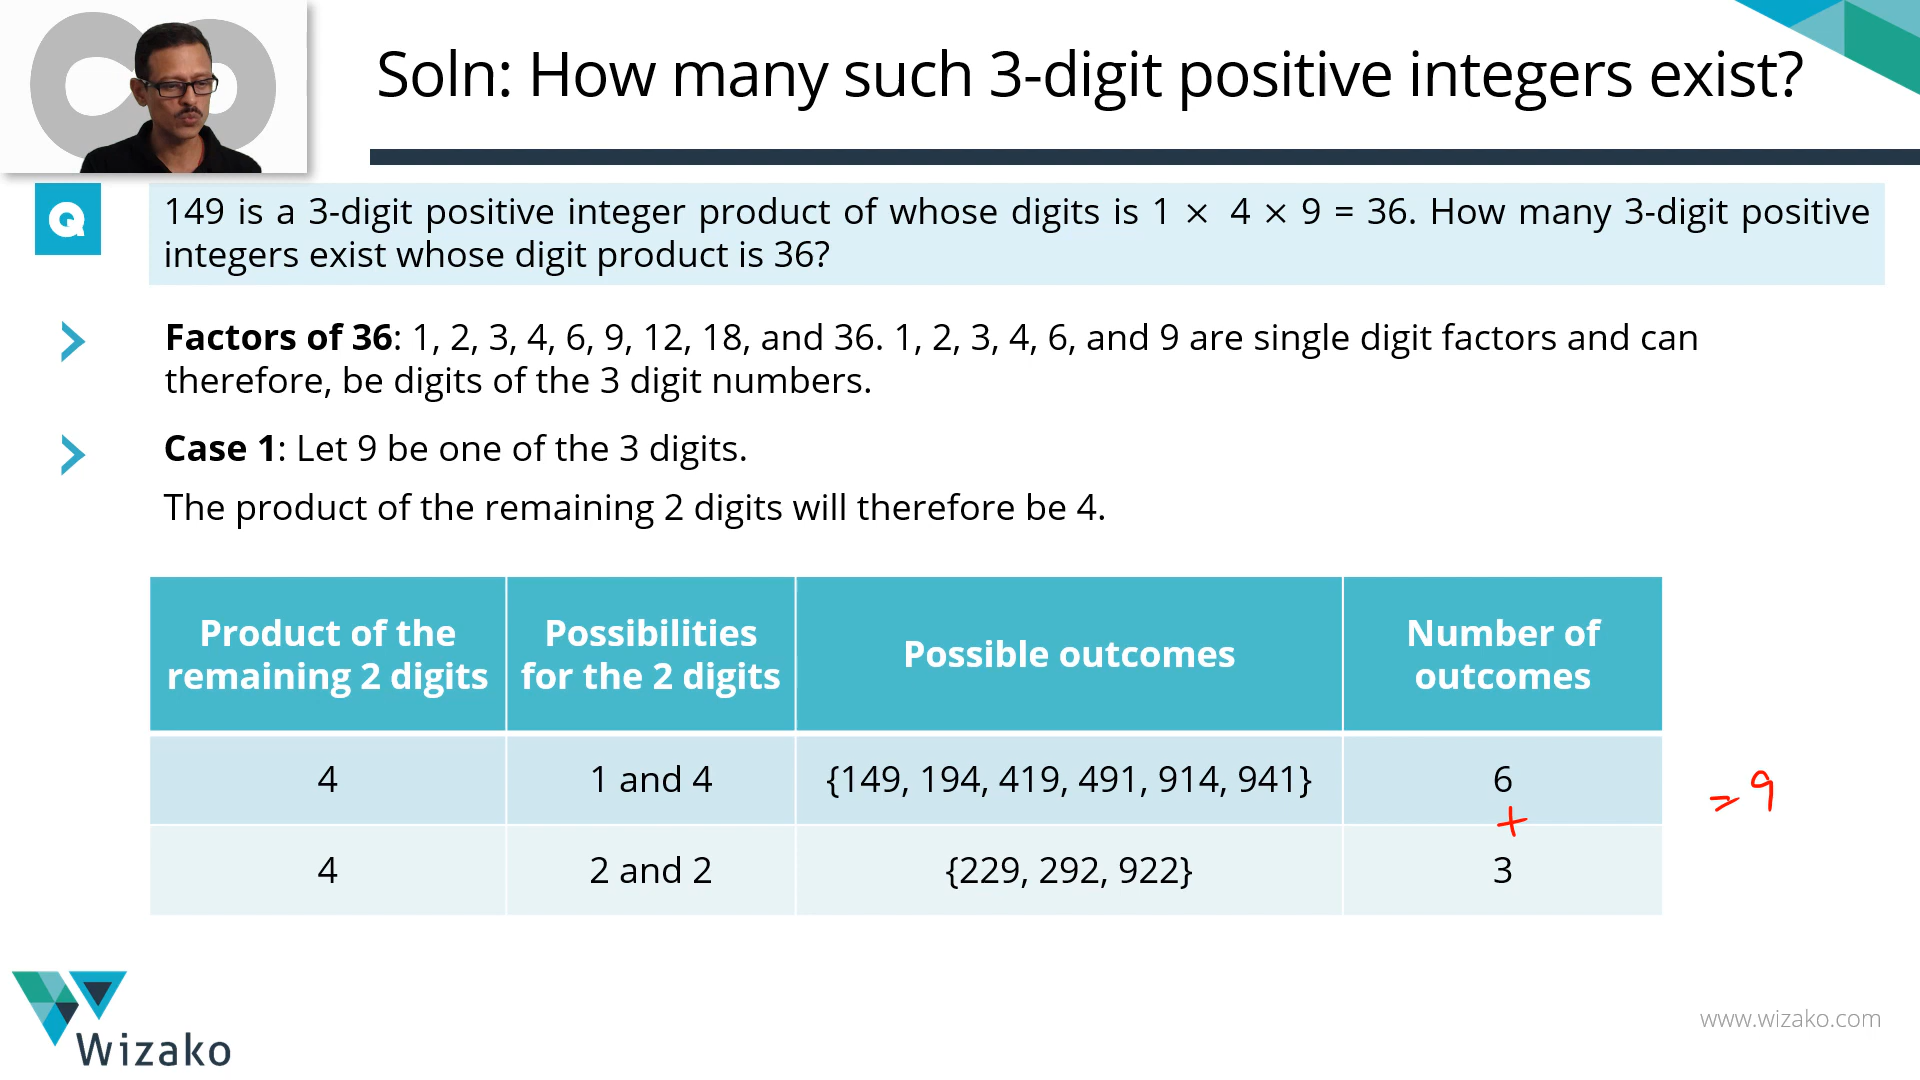 Soln: How many such 3-digit positive integers exist?
Q
149 is a 3-digit positive integer product of whose digits is 1 × 4 × 9 = 36. How many 3-digit positive
integers exist whose digit product is 36?
Factors of 36: 1, 2, 3, 4, 6, 9, 12, 18, and 36. 1, 2, 3, 4, 6, and 9 are single digit factors and can
therefore, be digits of the 3 digit numbers.
Case 1: Let 9 be one of the 3 digits.
The product of the remaining 2 digits will therefore be 4.
Product of the remaining 2 digits
Possibilities for the 2 digits
Possible outcomes
Number of outcomes
4
1 and 4
{149, 194, 419, 491, 914, 941}
6
= 9
+
4
2 and 2
{229, 292, 922}
3
Wizako
www.wizako.com